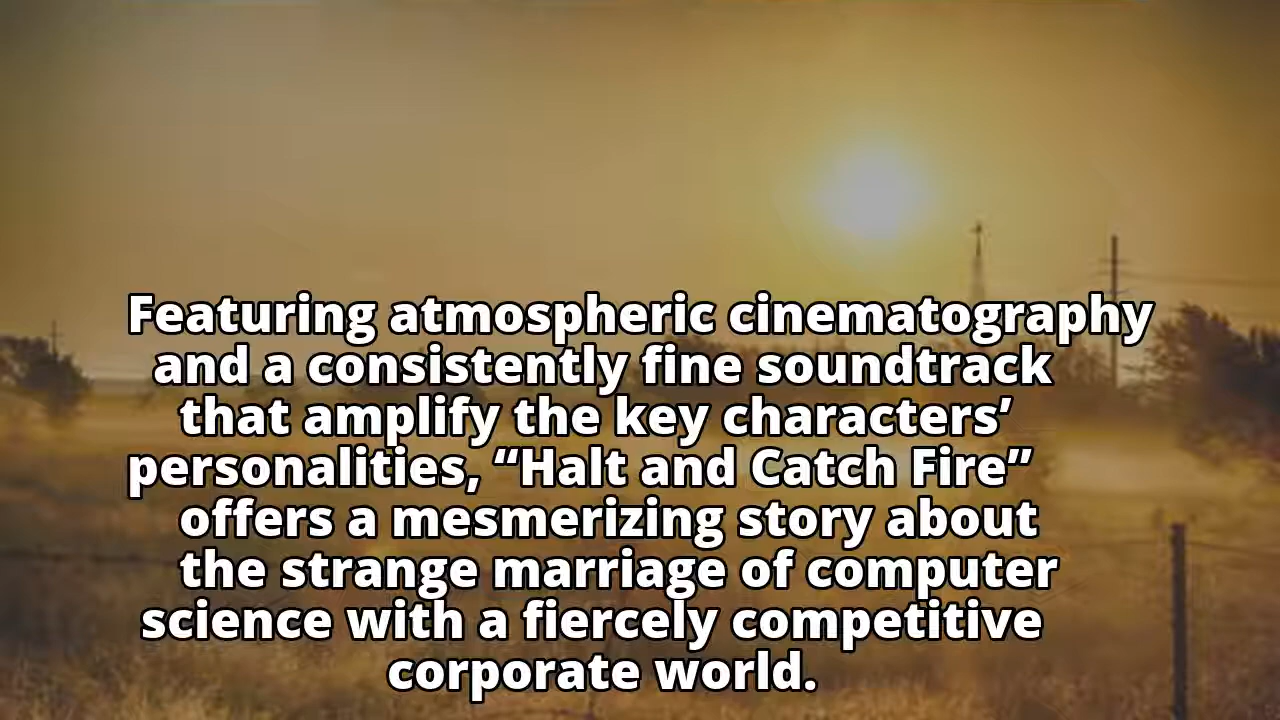 Featuring atmospheric cinematography
and a consistently fine soundtrack
that amplify the key characters’
personalities, “Halt and Catch Fire”
offers a mesmerizing story about
the strange marriage of computer
science with a fiercely competitive
corporate world.